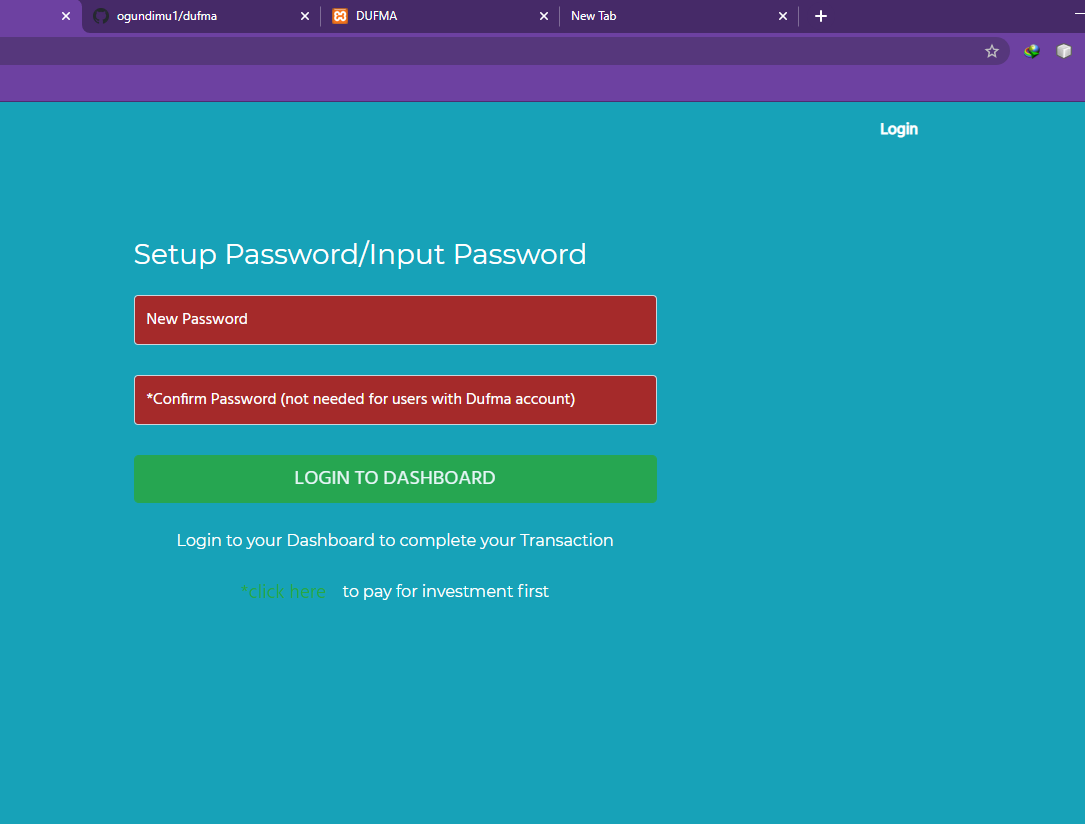 ogundimu1/dufma
DUFMA
New Tab
Login
Setup Password/Input Password
New Password
*Confirm Password (not needed for users with Dufma account)
LOGIN TO DASHBOARD
Login to your Dashboard to complete your Transaction
*click here to pay for investment first